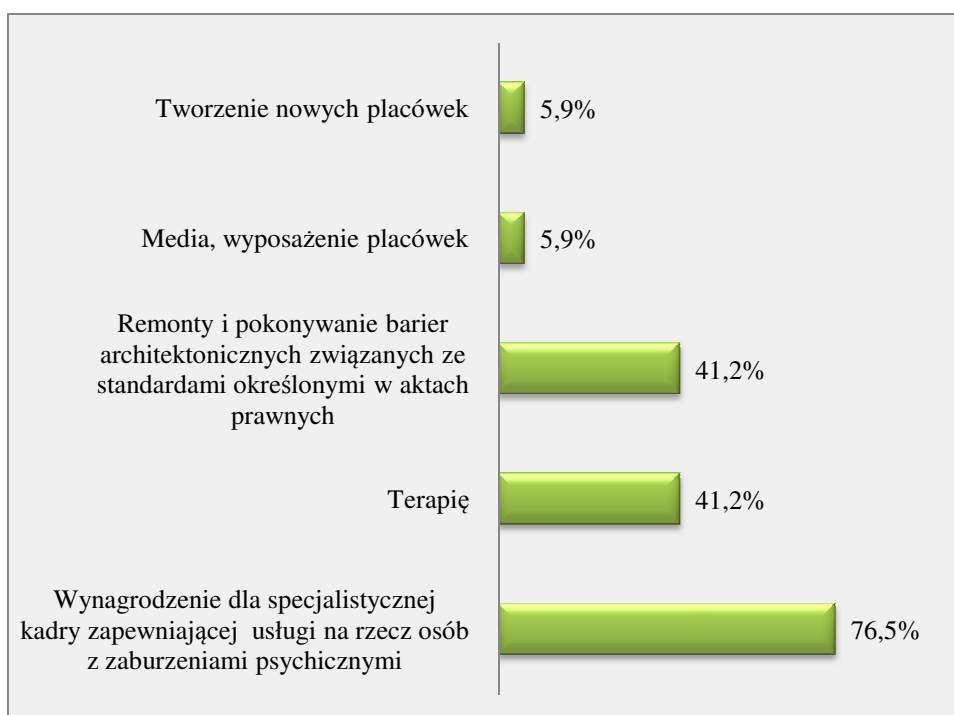 Tworzenie nowych placówek
5,9%
Media, wyposażenie placówek
5,9%
Remonty i pokonywanie barier
architektonicznych związanych ze
standardami określonymi w aktach
prawnych
41,2%
Terapię
41,2%
Wynagrodzenie dla specjalistycznej
kadry zapewniającej usługi na rzecz osób
z zaburzeniami psychicznymi
76,5%